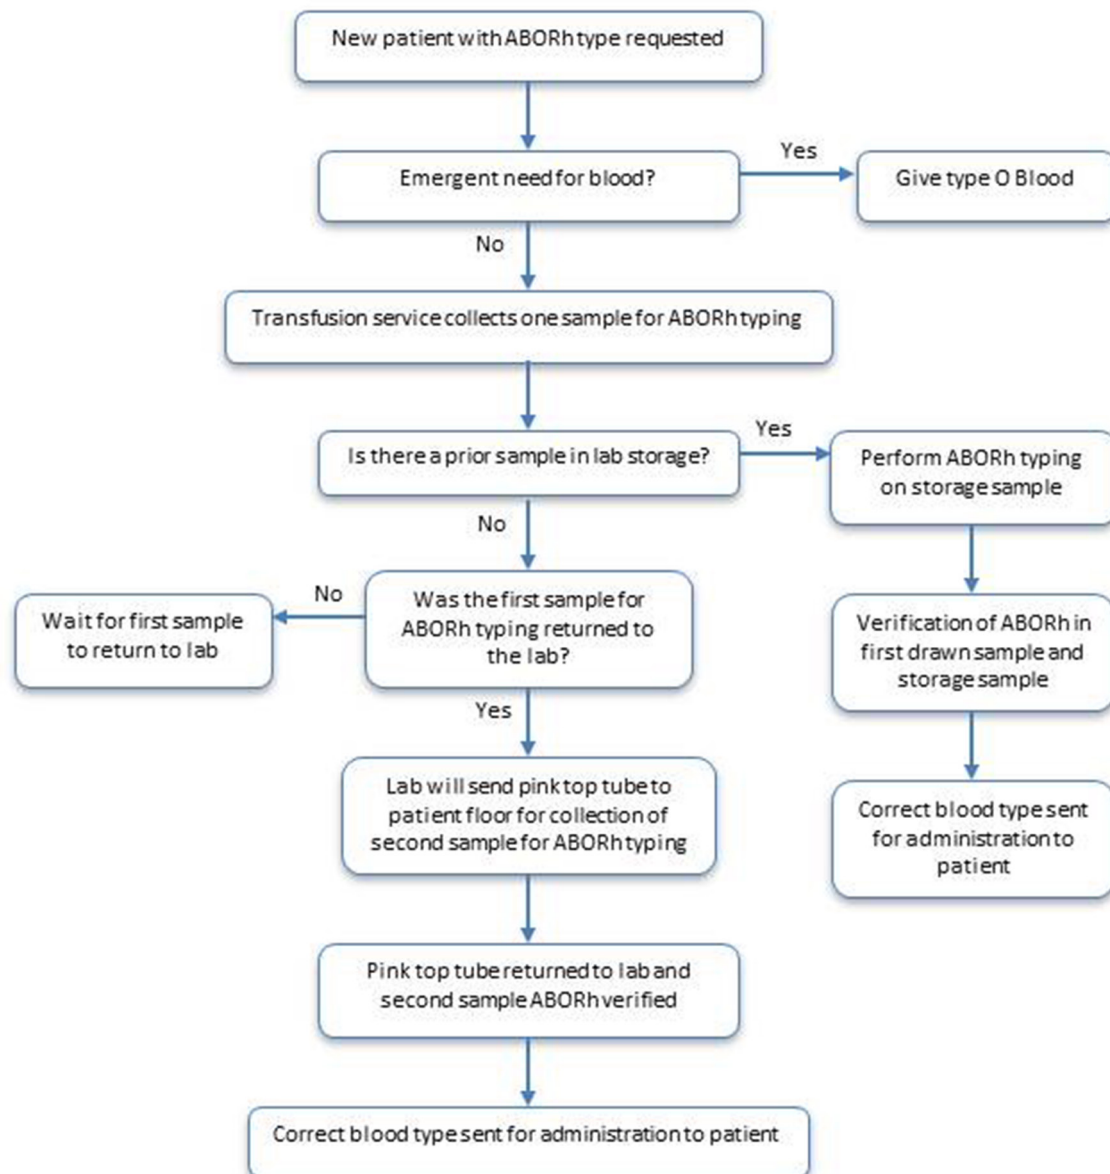 New patient with ABORh type requested
Emergent need for blood?
Yes
Give type O Blood
No
Transfusion service collects one sample for ABORh typing
Is there a prior sample in lab storage?
Yes
Perform ABORh typing
on storage sample
No
Was the first sample for
ABORh typing returned to
the lab?
No
Wait for first sample
to return to lab
Verification of ABORh in
first drawn sample and
storage sample
Yes
Lab will send pink top tube to
patient floor for collection of
second sample for ABORh typing
Correct blood type sent
for administration to
patient
Pink top tube returned to lab and
second sample ABORh verified
Correct blood type sent for administration to patient